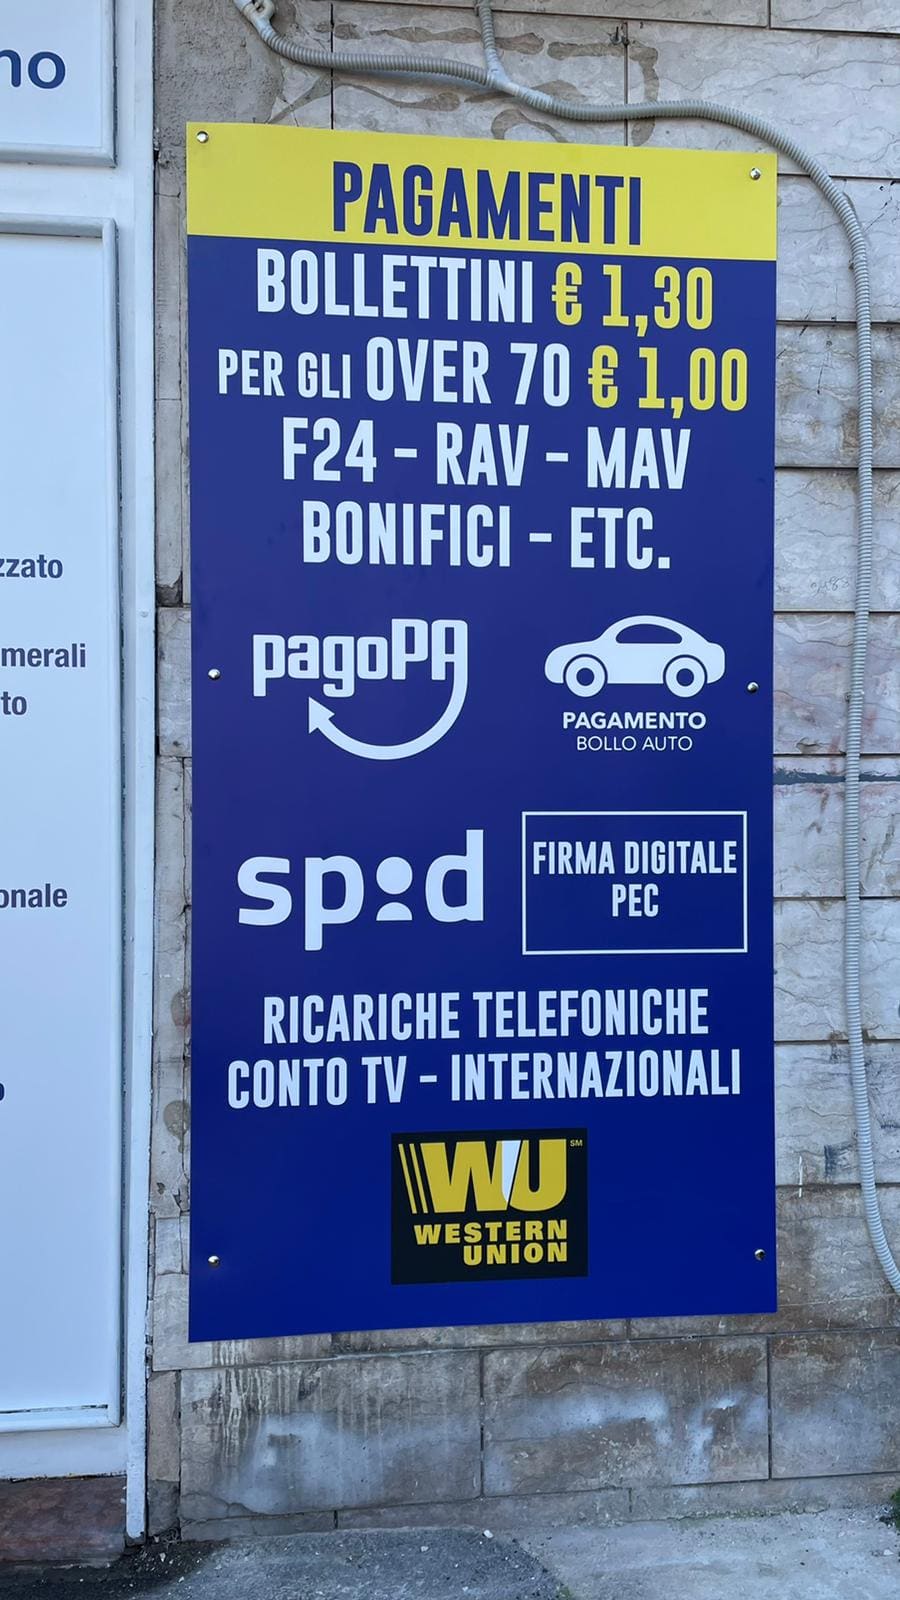 no
zzato
merali
to
onale
PAGAMENTI
BOLLETTINI € 1,30
PER GLI OVER 70 € 1,00
F24 - RAV - MAV
BONIFICI - ETC.
pagoPA
PAGAMENTO
BOLLO AUTO
spid
FIRMA DIGITALE
PEC
RICARICHE TELEFONICHE
CONTO TV - INTERNAZIONALI
WU SM
WESTERN
UNION